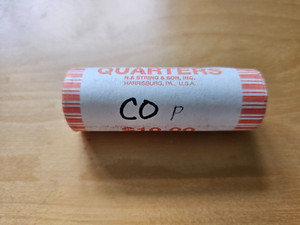 QUARTERS
N.F. STRING & SON, INC.
HARRISBURG, PA., U.S.A.
CO P
$10.00